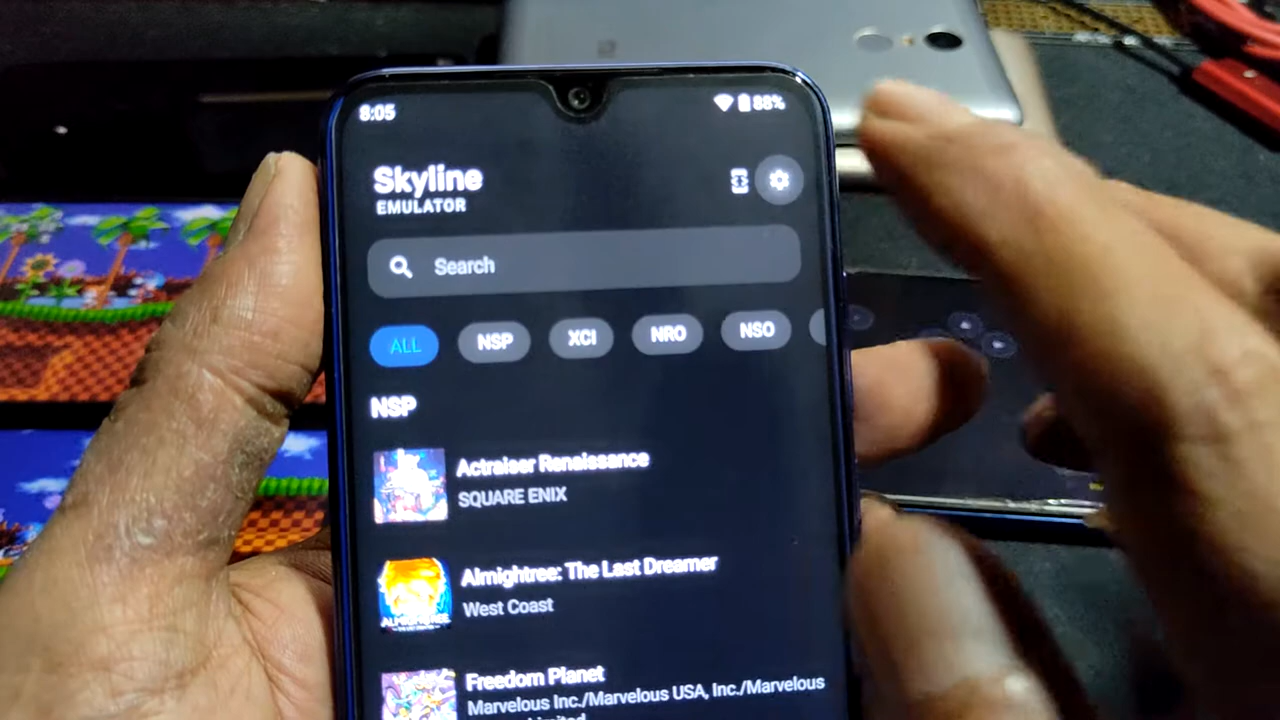 8:05
88%
Skyline
EMULATOR
Search
ALL
NSP
XCI
NRO
NSO
NSP
Actraiser Renaissance
SQUARE ENIX
Almightree: The Last Dreamer
West Coast
Freedom Planet
Marvelous Inc./Marvelous USA, Inc./Marvelous